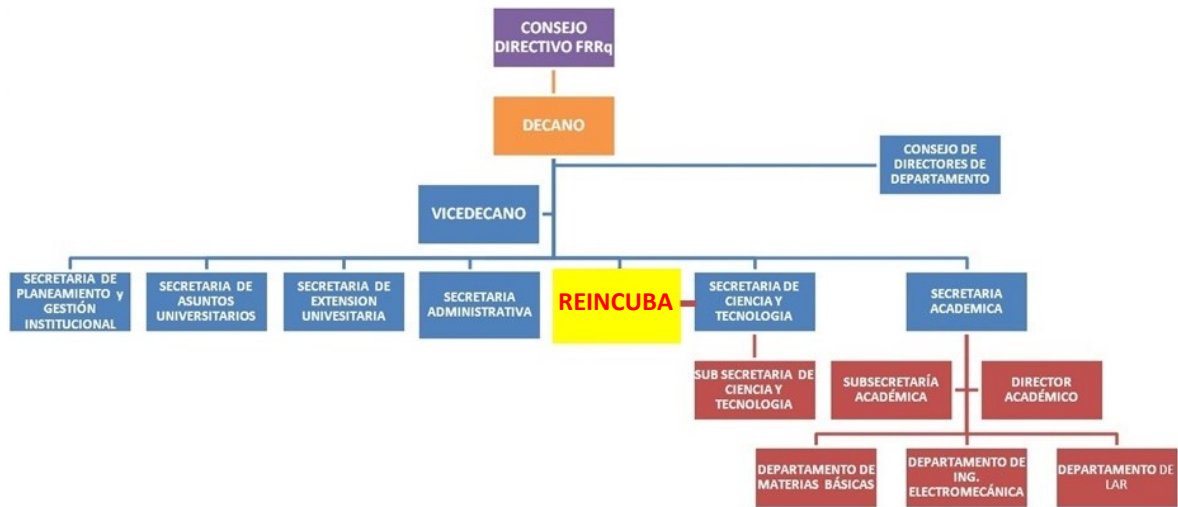 CONSEJO
DIRECTIVO FRRq
DECANO
CONSEJO DE
DIRECTORES DE
DEPARTAMENTO
VICEDECANO
SECRETARIA DE
PLANEAMIENTO y
GESTIÓN
INSTITUCIONAL
SECRETARIA DE
ASUNTOS
UNIVERSITARIOS
SECRETARIA DE
EXTENSION
UNIVESITARIA
SECRETARIA
ADMINISTRATIVA
REINCUBA
SECRETARIA DE
CIENCIA Y
TECNOLOGIA
SECRETARIA
ACADEMICA
SUB SECRETARIA DE
CIENCIA Y
TECNOLOGIA
SUBSECRETARÍA
ACADÉMICA
DIRECTOR
ACADÉMICO
DEPARTAMENTO DE
MATERIAS BÁSICAS
DEPARTAMENTO DE
ING.
ELECTROMECÁNICA
DEPARTAMENTO DE
LAR